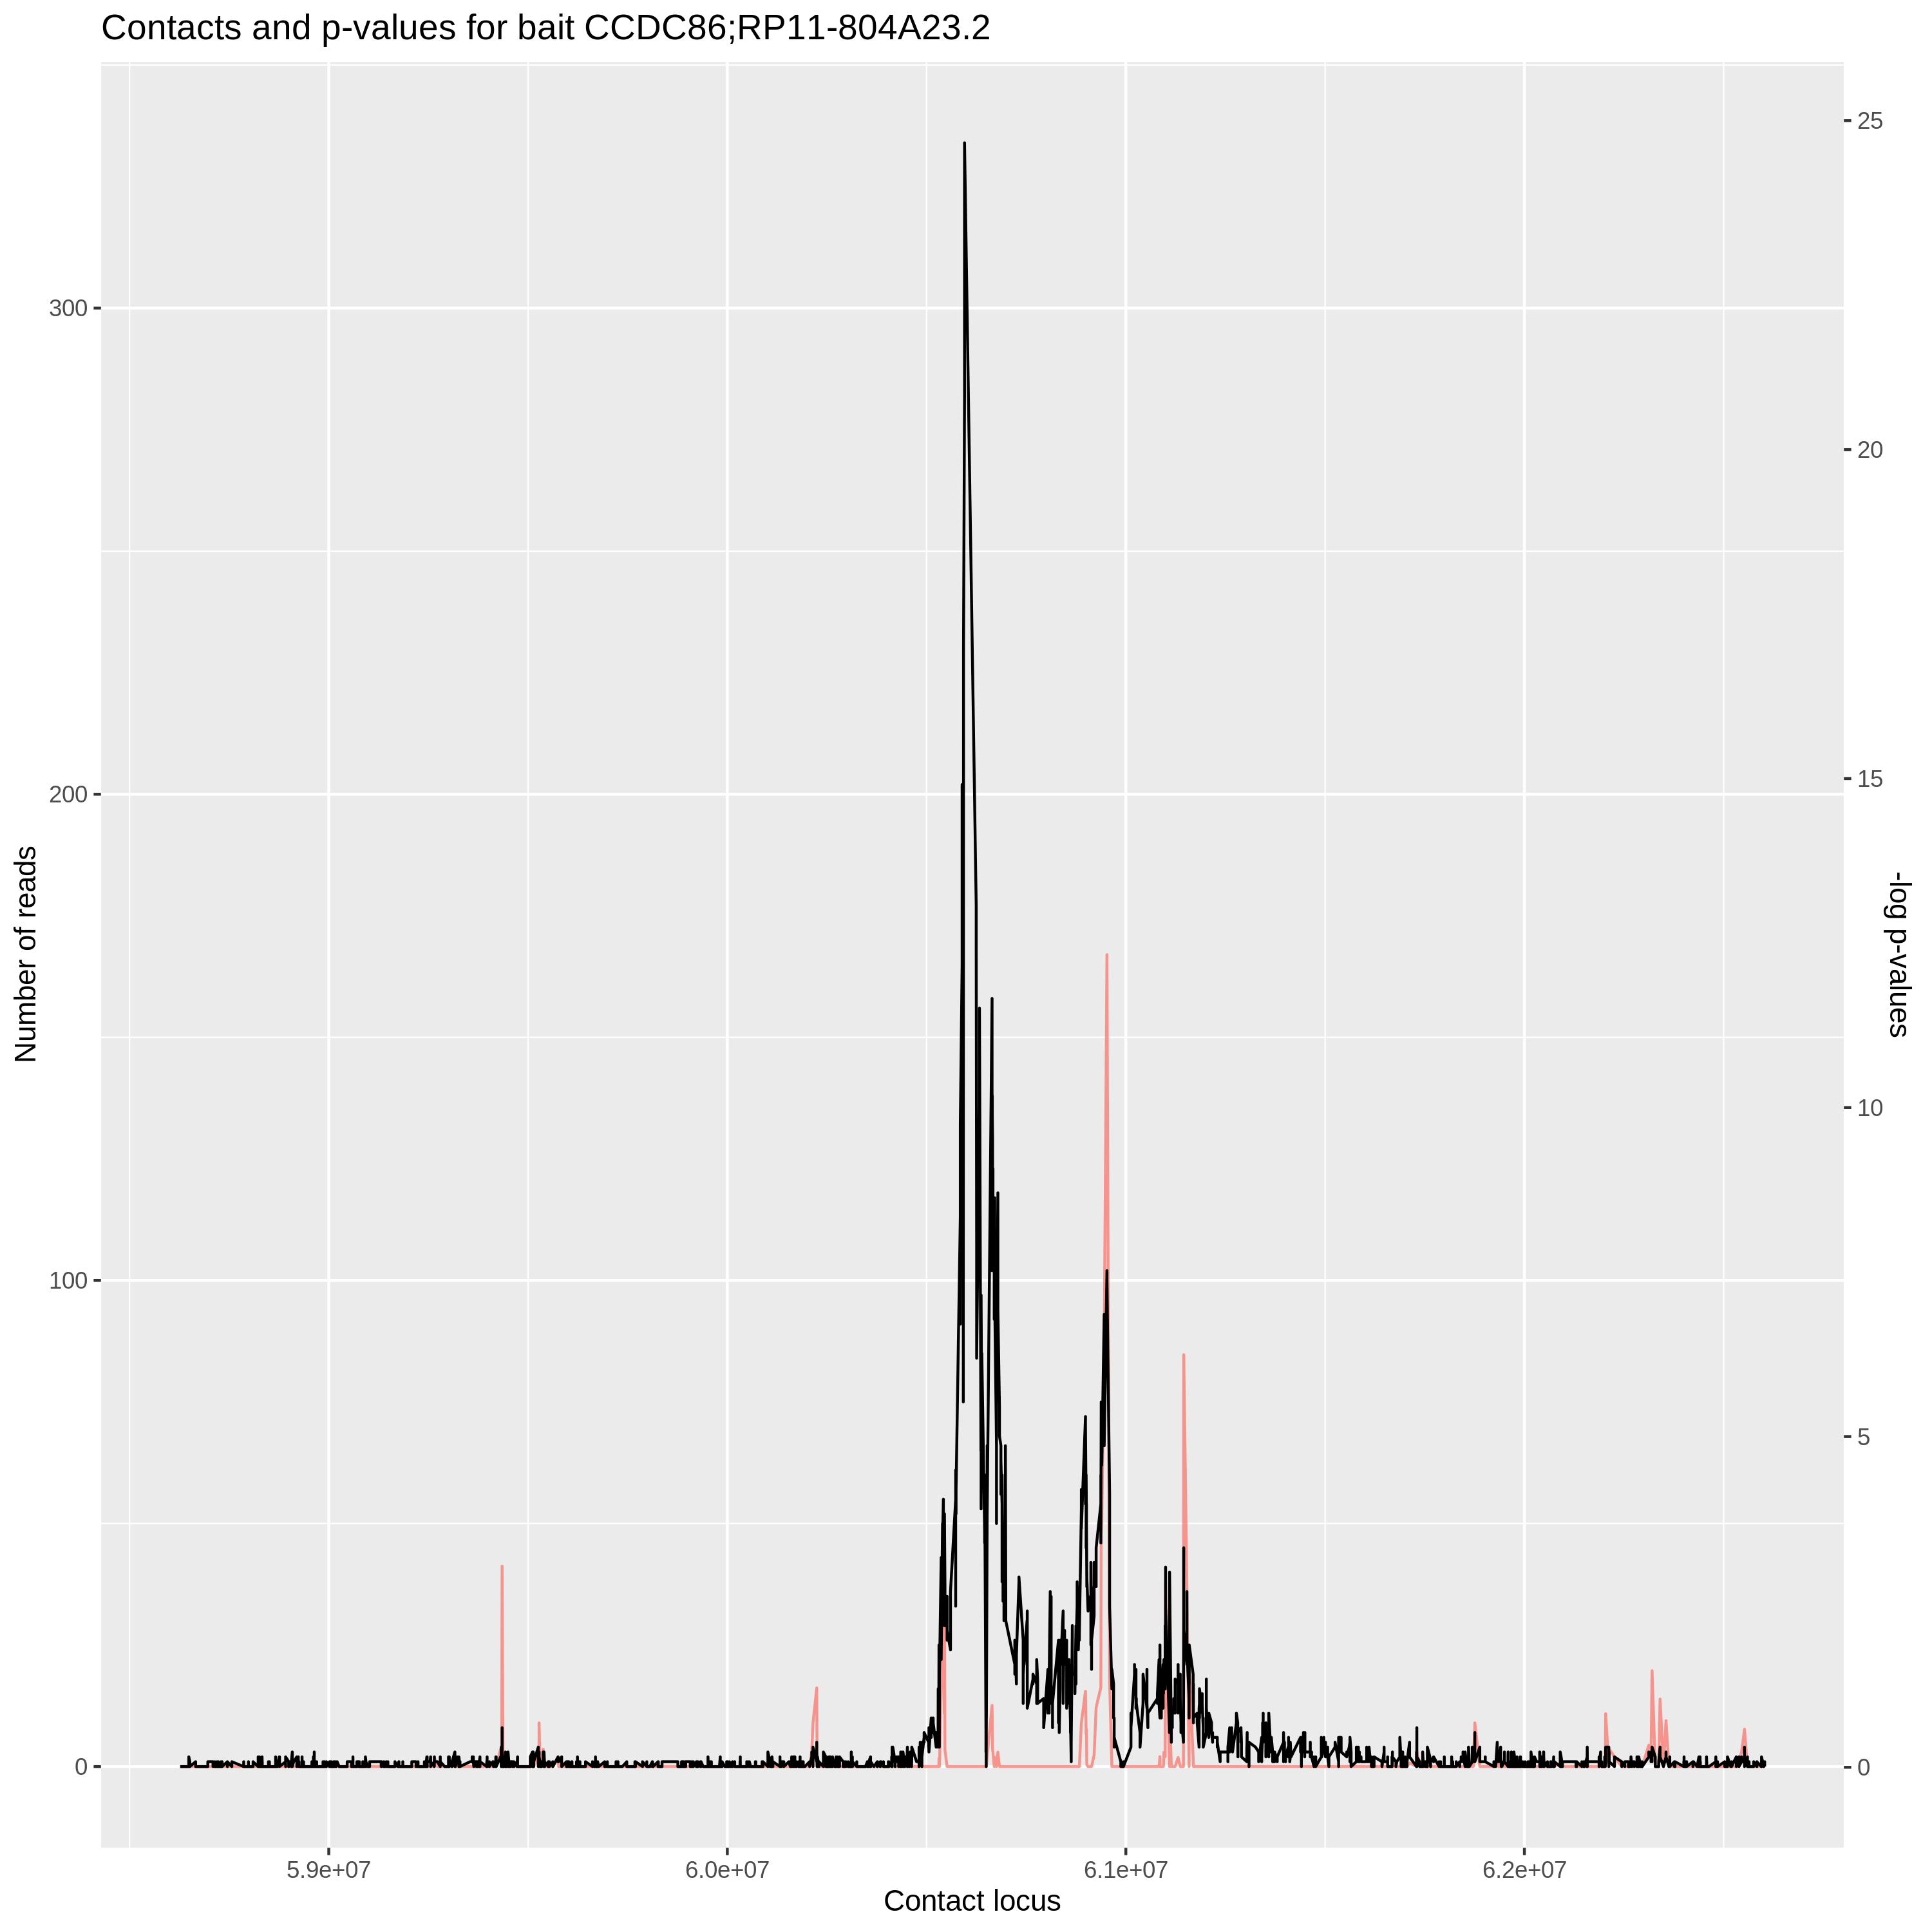 Contacts and p-values for bait CCDC86;RP11-804A23.2
300
200
100
0
Number of reads
25
20
15
10
5
0
-log p-values
5.9e+07
6.0e+07
6.1e+07
6.2e+07
Contact locus